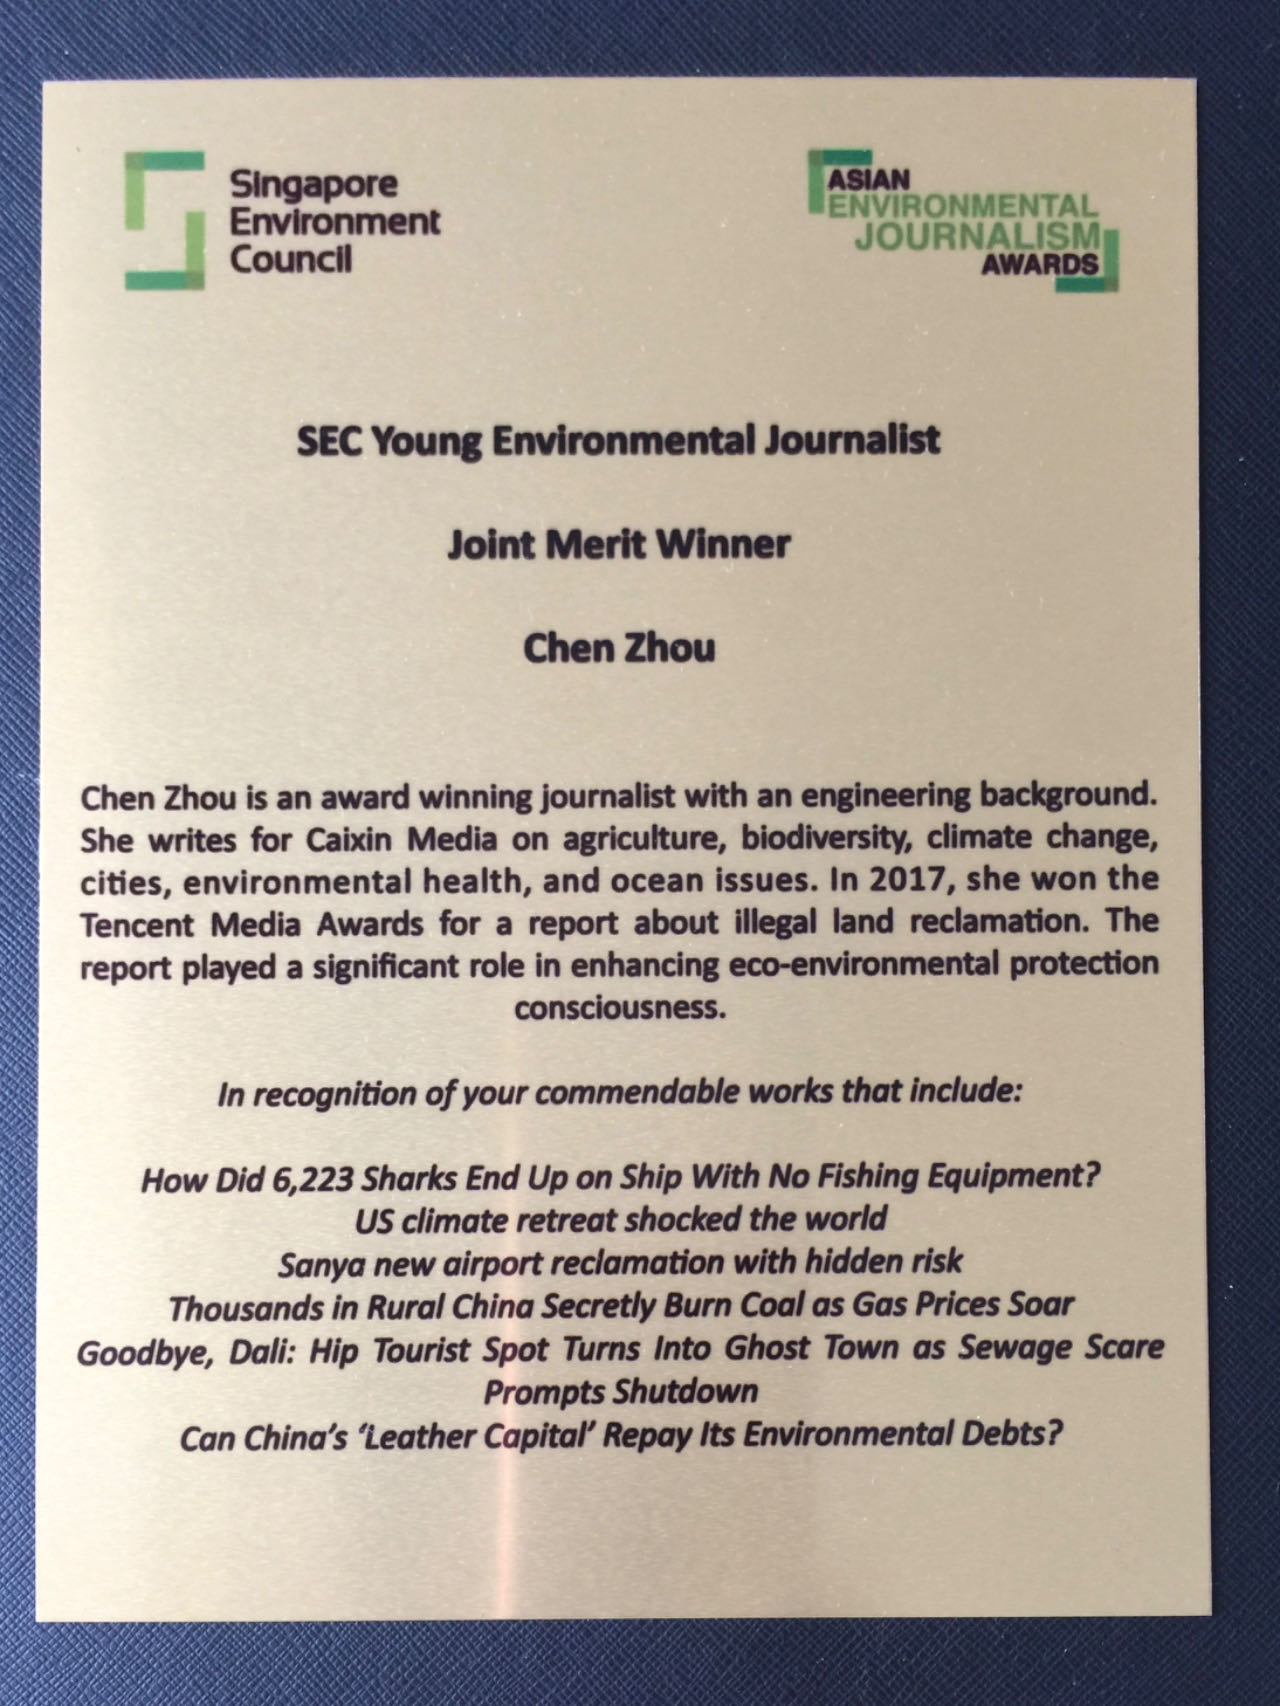 Singapore
Environment
Council
ASIAN
ENVIRONMENTAL
JOURNALISM
AWARDS
SEC Young Environmental Journalist
Joint Merit Winner
Chen Zhou
Chen Zhou is an award winning journalist with an engineering background.
She writes for Caixin Media on agriculture, biodiversity, climate change,
cities, environmental health, and ocean issues. In 2017, she won the
Tencent Media Awards for a report about illegal land reclamation. The
report played a significant role in enhancing eco-environmental protection
consciousness.
In recognition of your commendable works that include:
How Did 6,223 Sharks End Up on Ship With No Fishing Equipment?
US climate retreat shocked the world
Sanya new airport reclamation with hidden risk
Thousands in Rural China Secretly Burn Coal as Gas Prices Soar
Goodbye, Dali: Hip Tourist Spot Turns Into Ghost Town as Sewage Scare
Prompts Shutdown
Can China's 'Leather Capital' Repay Its Environmental Debts?